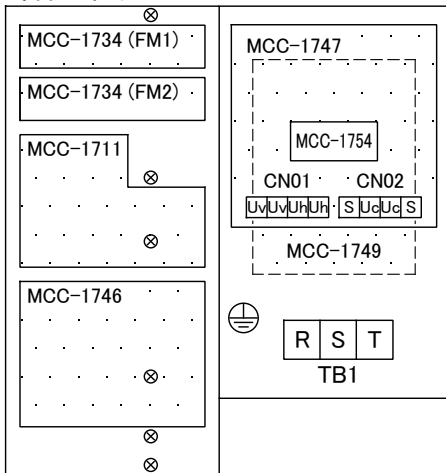 MCC-1734 (FM1)
MCC-1734 (FM2)
MCC-1711
MCC-1746
MCC-1747
MCC-1754
CN01 CN02
Uv Uv Uh Uh S Uc Uc S
MCC-1749
R S T
TB1